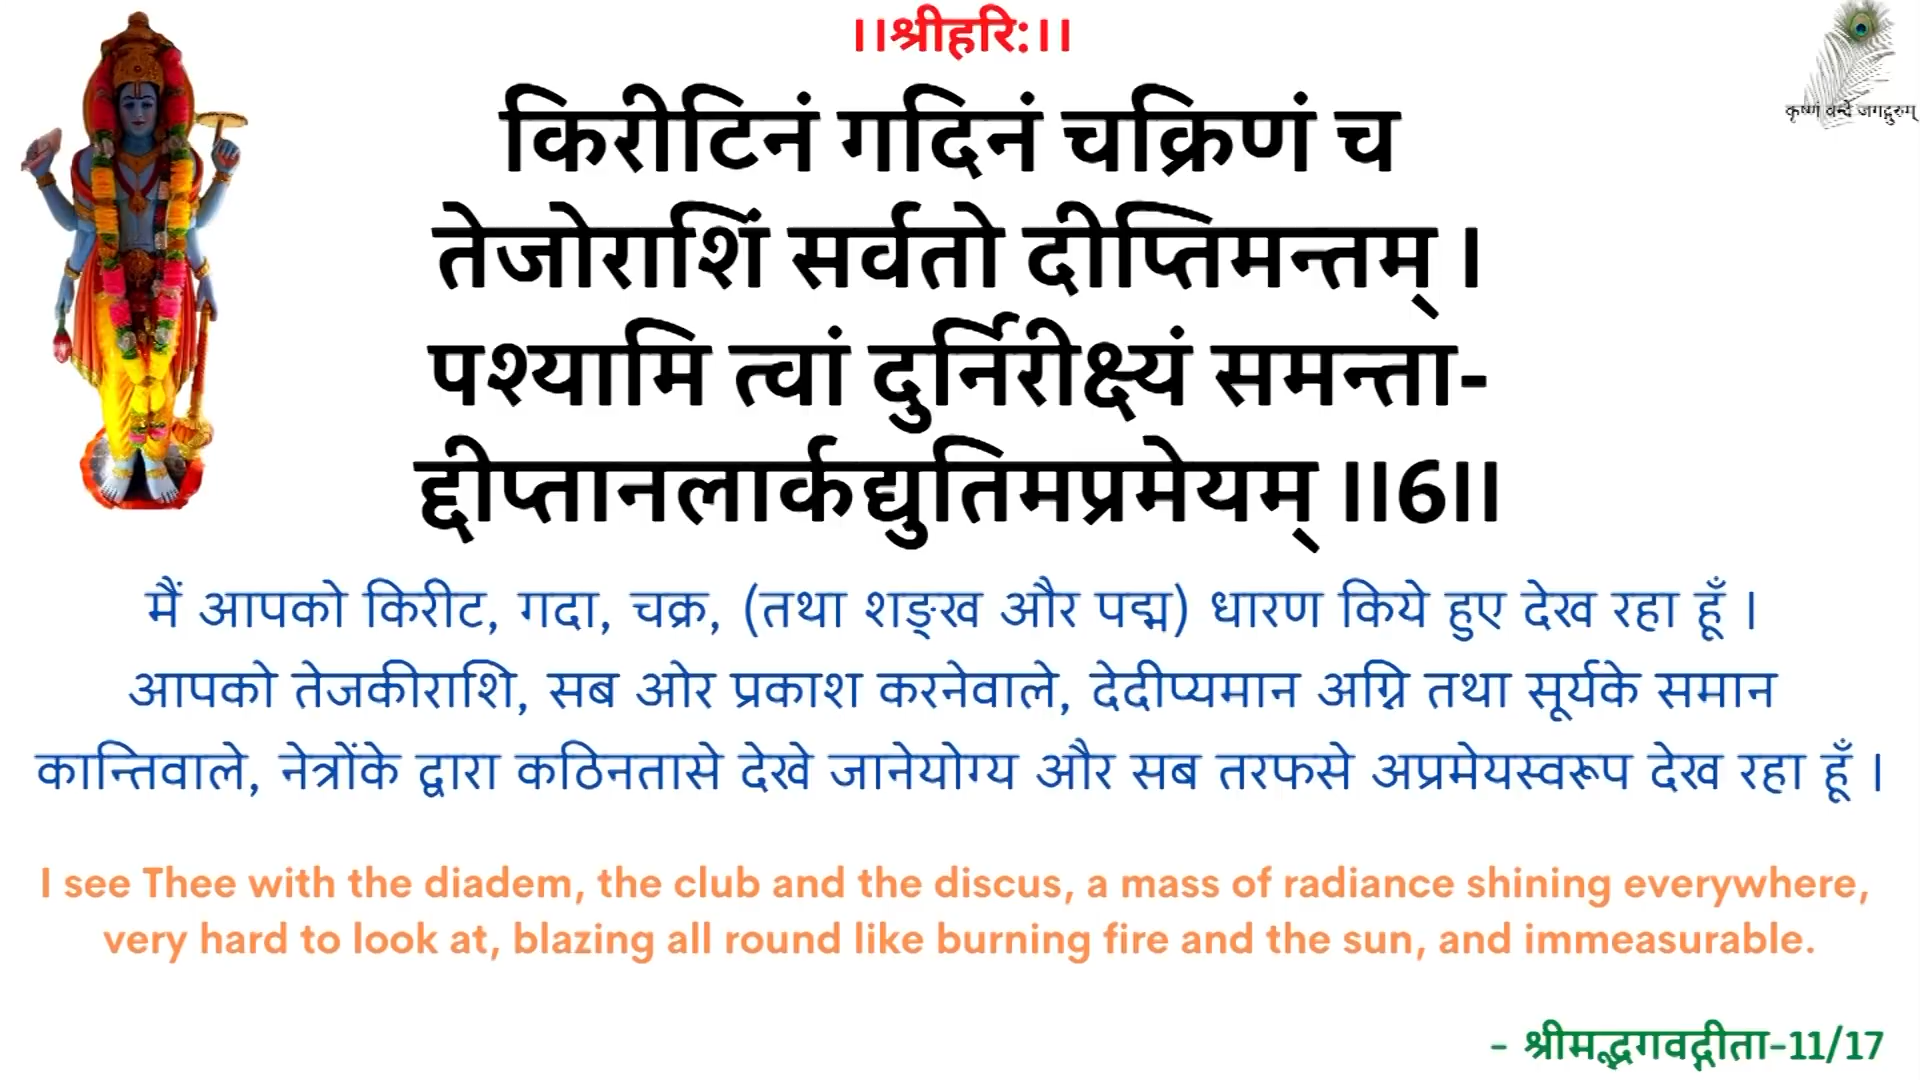 ।।श्रीहरि:।।
कृष्णं वन्दे जगद्गुरुम्
किरीटिनं गदिनं चक्रिणं च
तेजोराशिं सर्वतो दीप्तिमन्तम् ।
पश्यामि त्वां दुर्निरीक्ष्यं समन्ता-
द्दीप्तानलार्कद्युतिमप्रमेयम् ।।6।।
मैं आपको किरीट, गदा, चक्र, (तथा शङ्ख और पद्म) धारण किये हुए देख रहा हूँ ।
आपको तेजकीराशि, सब ओर प्रकाश करनेवाले, देदीप्यमान अग्नि तथा सूर्यके समान
कान्तिवाले, नेत्रोंके द्वारा कठिनतासे देखे जानेयोग्य और सब तरफसे अप्रमेयस्वरूप देख रहा हूँ ।
I see Thee with the diadem, the club and the discus, a mass of radiance shining everywhere,
very hard to look at, blazing all round like burning fire and the sun, and immeasurable.
- श्रीमद्भगवद्गीता-11/17